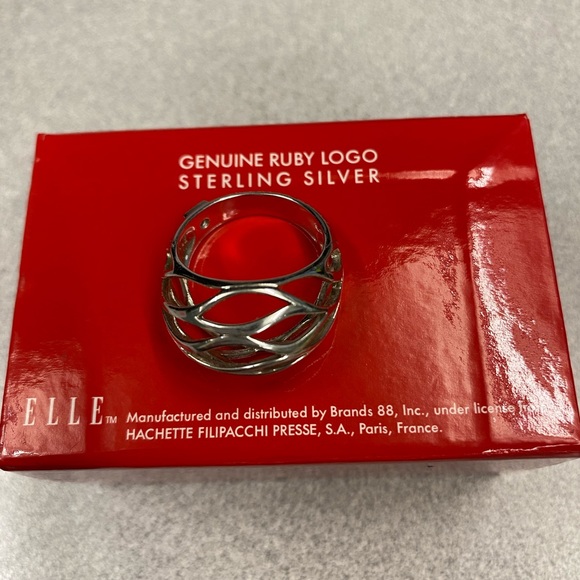 GENUINE RUBY LOGO
STERLING SILVER
ELLE™ Manufactured and distributed by Brands 88, Inc., under license from
HACHETTE FILIPACCHI PRESSE, S.A., Paris, France.